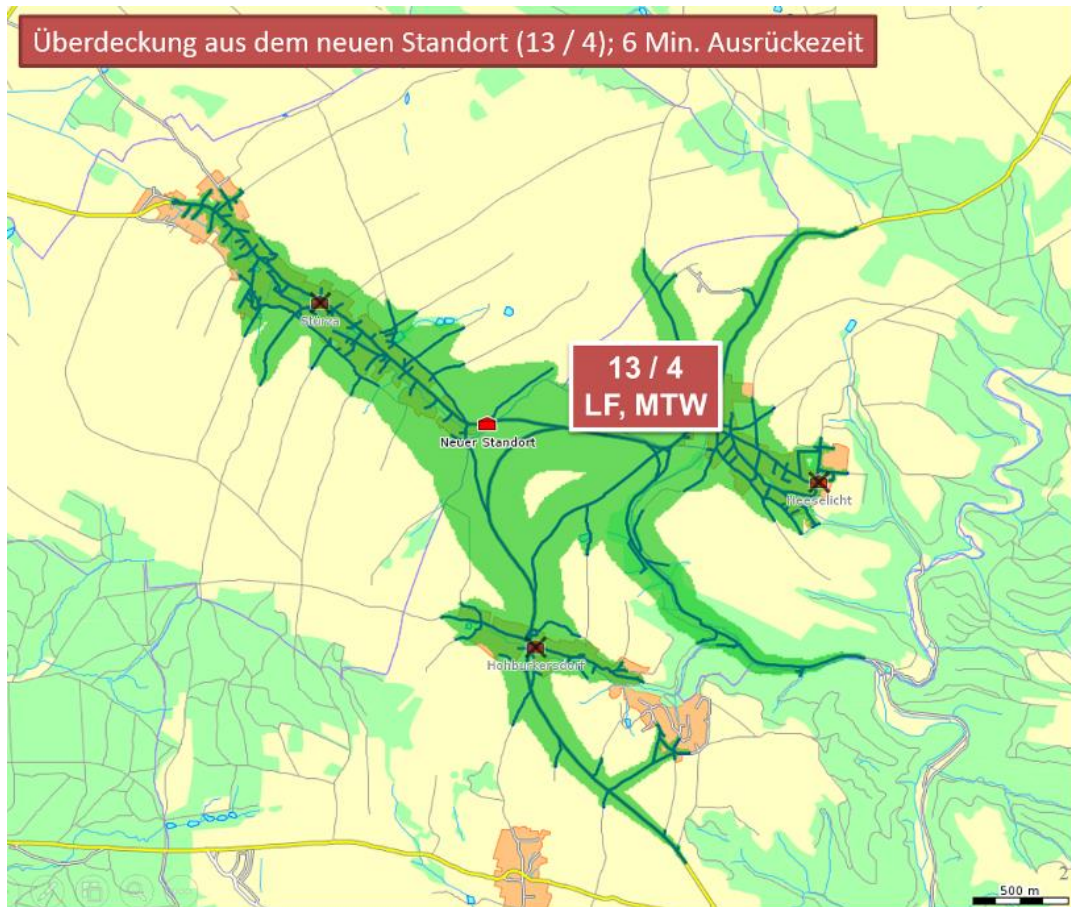 Überdeckung aus dem neuen Standort (13 / 4); 6 Min. Ausrückezeit
Stürza
13 / 4
LF, MTW
Neuer Standort
Heeselicht
Hohburkersdorf
2
500 m